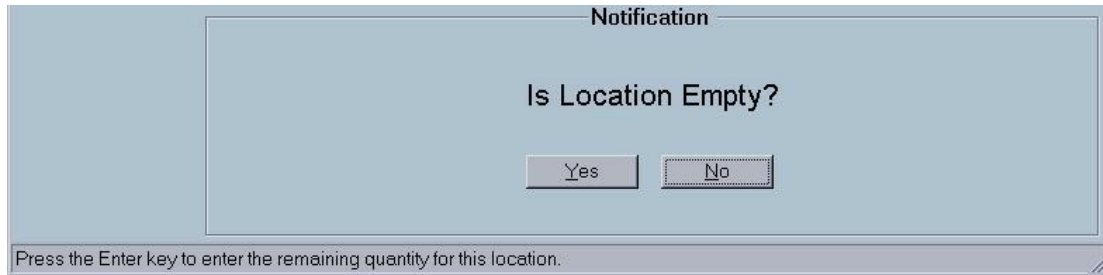 Notification
Is Location Empty?
Yes No
Press the Enter key to enter the remaining quantity for this location.